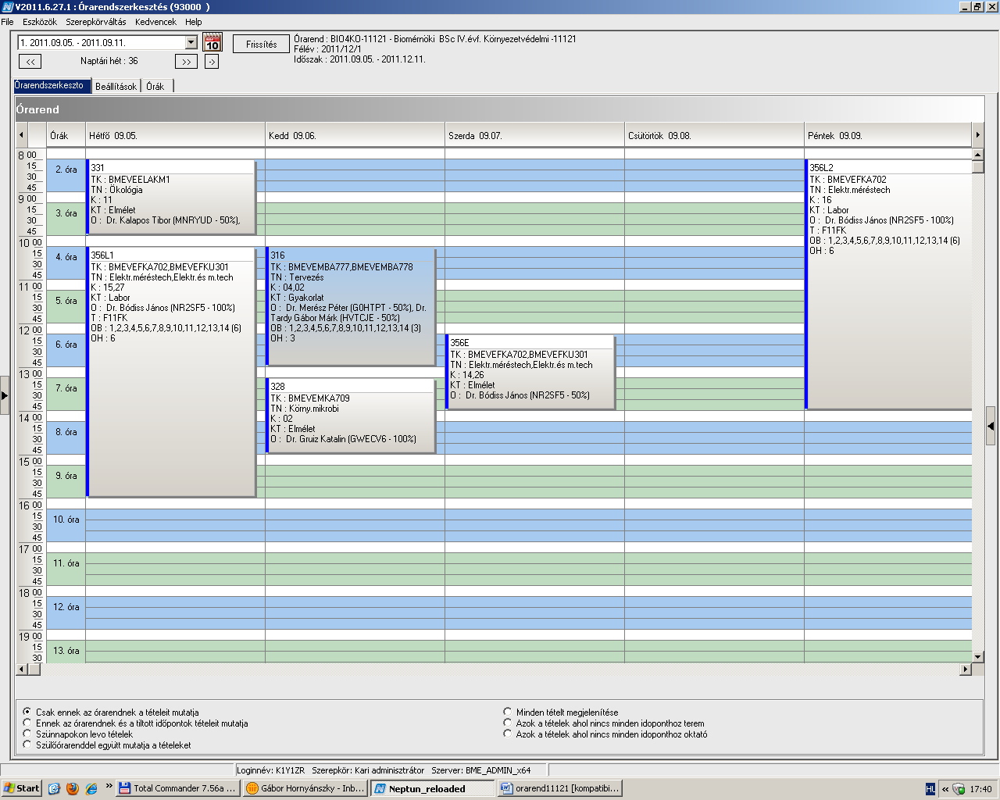 V2011.6.27.1 : Órarendszerkesztés (93000  )
File Eszközök Szerepkörváltás Kedvencek Help
1. 2011.09.05. - 2011.09.11.
10
Frissítés
Órarend : BIO4KO-11121 - Biomérnöki  BSc IV.évf. Környezetvédelmi -11121
Félév : 2011/12/1
Időszak : 2011.09.05. - 2011.12.11.
<< Naptári hét : 36 >> ->
Órarendszerkeszto Beállítások Órák
Órarend
Órák Hétfő  09.05. Kedd  09.06. Szerda  09.07. Csütörtök  09.08. Péntek  09.09.
8 00
15
30
45
9 00
15
30
45
10 00
15
30
45
11 00
15
30
45
12 00
15
30
45
13 00
15
30
45
14 00
15
30
45
15 00
15
30
45
16 00
15
30
45
17 00
15
30
45
18 00
15
30
45
19 00
15
30
2. óra
3. óra
4. óra
5. óra
6. óra
7. óra
8. óra
9. óra
10. óra
11. óra
12. óra
13. óra
331
TK : BMEVEELAKM1
TN : Ökológia
K : 11
KT : Elmélet
O :  Dr. Kalapos Tibor (MNRYUD - 50%),
356L1
TK : BMEVEFKA702,BMEVEFKU301
TN : Elektr.méréstech,Elektr.és m.tech
K : 15,27
KT : Labor
O :  Dr. Bódiss János (NR2SF5 - 100%)
T : F11FK
OB : 1,2,3,4,5,6,7,8,9,10,11,12,13,14 (6)
OH : 6
316
TK : BMEVEMBA777,BMEVEMBA778
TN : Tervezés
K : 04,02
KT : Gyakorlat
O :  Dr. Merész Péter (G0HTPT - 50%), Dr.
Tardy Gábor Márk (HVTCJE - 50%)
OB : 1,2,3,4,5,6,7,8,9,10,11,12,13,14 (3)
OH : 3
328
TK : BMEVEMKA709
TN : Körny.mikrobi
K : 02
KT : Elmélet
O :  Dr. Gruiz Katalin (GWECV6 - 100%)
356E
TK : BMEVEFKA702,BMEVEFKU301
TN : Elektr.méréstech,Elektr.és m.tech
K : 14,26
KT : Elmélet
O :  Dr. Bódiss János (NR2SF5 - 50%)
356L2
TK : BMEVEFKA702
TN : Elektr.méréstech
K : 16
KT : Labor
O :  Dr. Bódiss János (NR2SF5 - 100%)
T : F11FK
OB : 1,2,3,4,5,6,7,8,9,10,11,12,13,14 (6)
OH : 6
Csak ennek az órarendnek a tételeit mutatja
Ennek az órarendnek és a tiltott időpontok tételeit mutatja
Szünnapokon levo tételek
Szülőórarenddel együtt mutatja a tételeket
Minden tételt megjelenítése
Azok a tételek ahol nincs minden idoponthoz terem
Azok a tételek ahol nincs minden idoponthoz oktató
Loginnév: K1Y1ZR  Szerepkör: Kari adminisztrátor  Szerver: BME_ADMIN_x64
Start » Total Commander 7.56a ... Gábor Hornyánszky - Inb... Neptun_reloaded orarend11121 [kompatibi... HU « 17:40